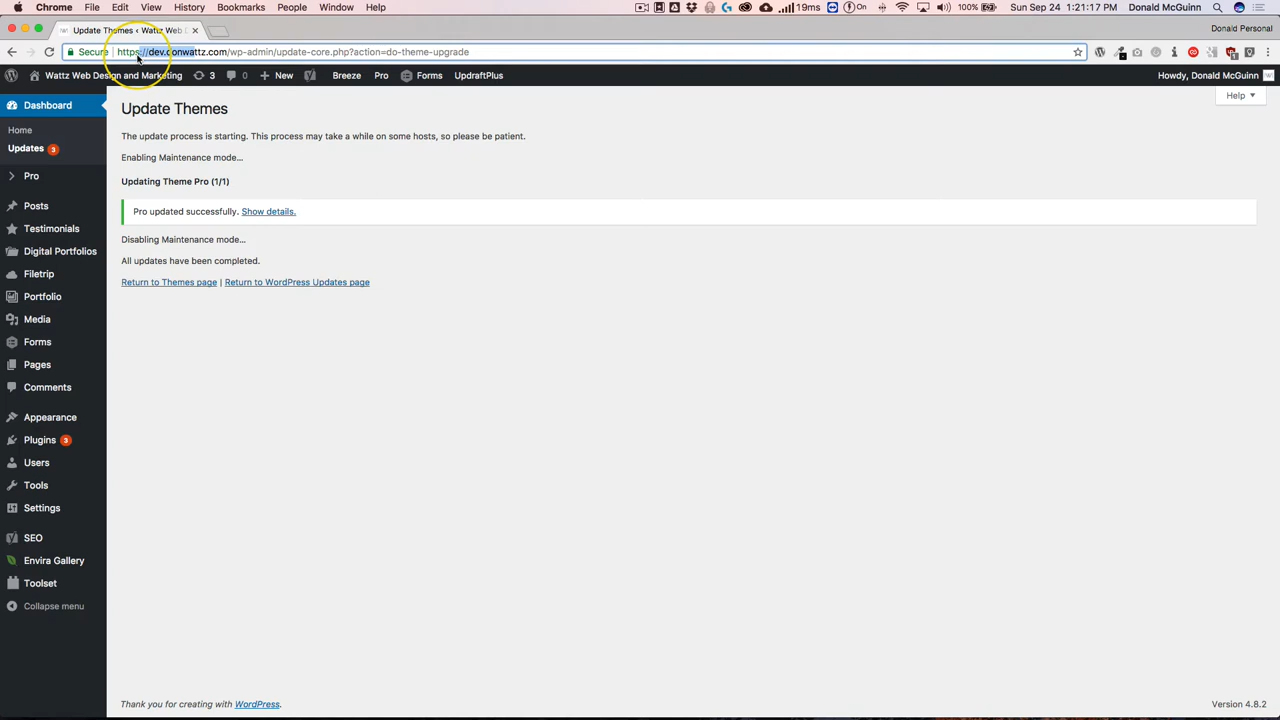 Chrome File Edit View History Bookmarks People Window Help 19ms On 100% Sun Sep 24 1:21:17 PM Donald McGuinn
Update Themes ‹ Wattz Web D Donald Personal
Secure https://dev.donwattz.com/wp-admin/update-core.php?action=do-theme-upgrade
Wattz Web Design and Marketing 3 0 New Breeze Pro Forms UpdraftPlus Howdy, Donald McGuinn
Help
Dashboard
Home
Updates 3
Pro
Posts
Testimonials
Digital Portfolios
Filetrip
Portfolio
Media
Forms
Pages
Comments
Appearance
Plugins 3
Users
Tools
Settings
SEO
Envira Gallery
Toolset
Collapse menu
Update Themes
The update process is starting. This process may take a while on some hosts, so please be patient.
Enabling Maintenance mode…
Updating Theme Pro (1/1)
Pro updated successfully. Show details.
Disabling Maintenance mode…
All updates have been completed.
Return to Themes page | Return to WordPress Updates page
Thank you for creating with WordPress. Version 4.8.2